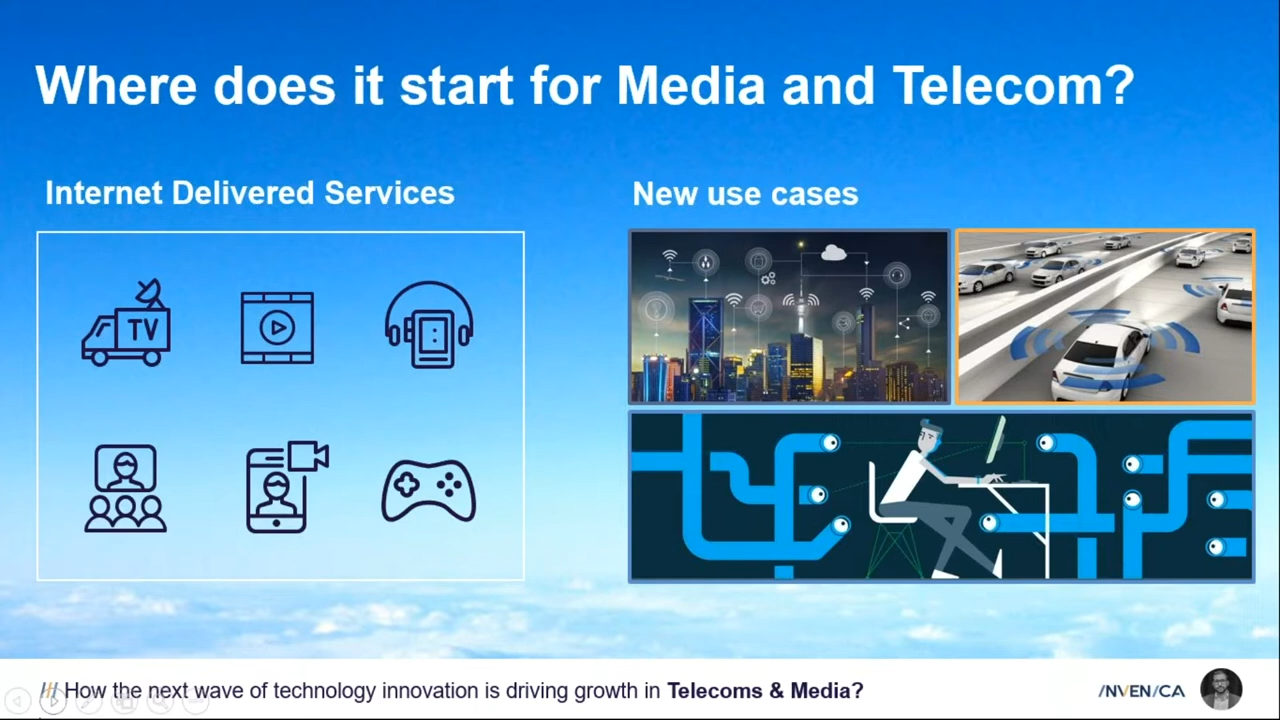 Where does it start for Media and Telecom?
Internet Delivered Services
New use cases
TV
How the next wave of technology innovation is driving growth in Telecoms & Media?
/NVEN/CA